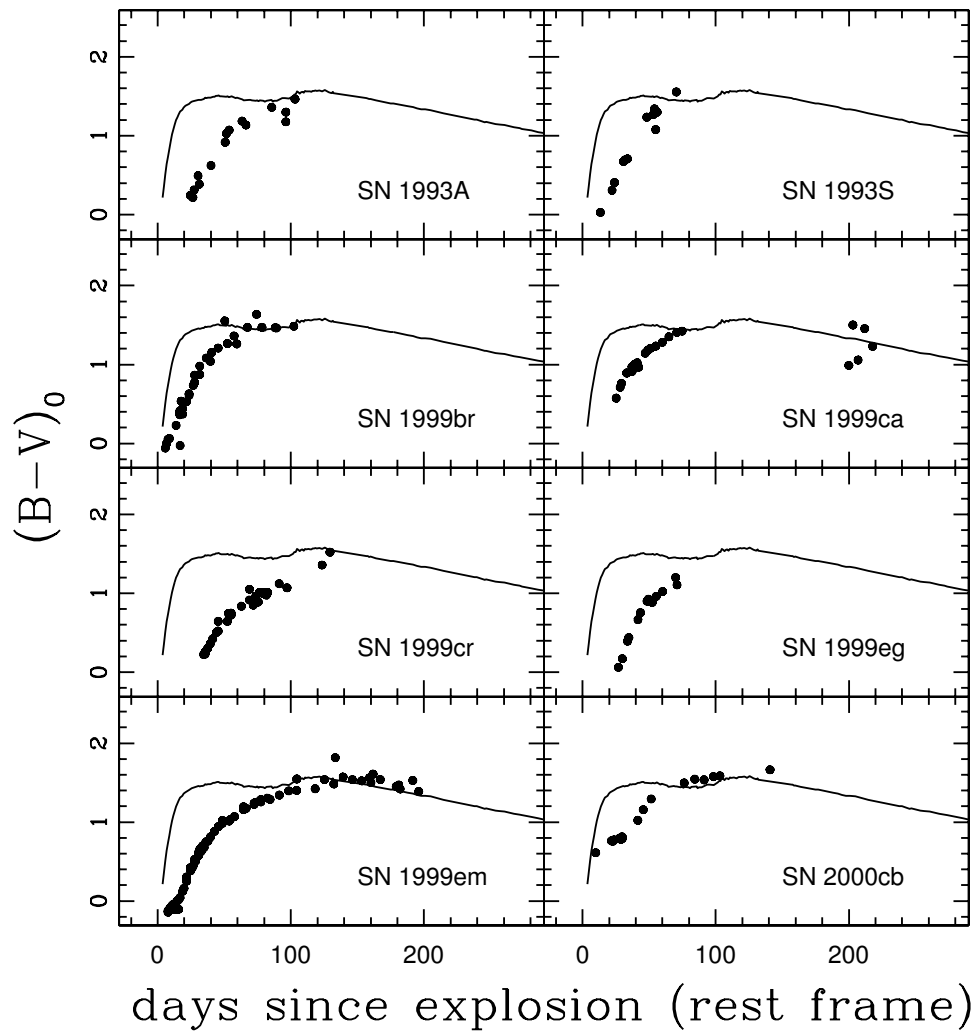 2
1
0
SN 1993A
SN 1993S
2
1
0
SN 1999br
SN 1999ca
(B−V)0
2
1
0
SN 1999cr
SN 1999eg
2
1
0
SN 1999em
SN 2000cb
0 100 200 0 100 200
days since explosion (rest frame)